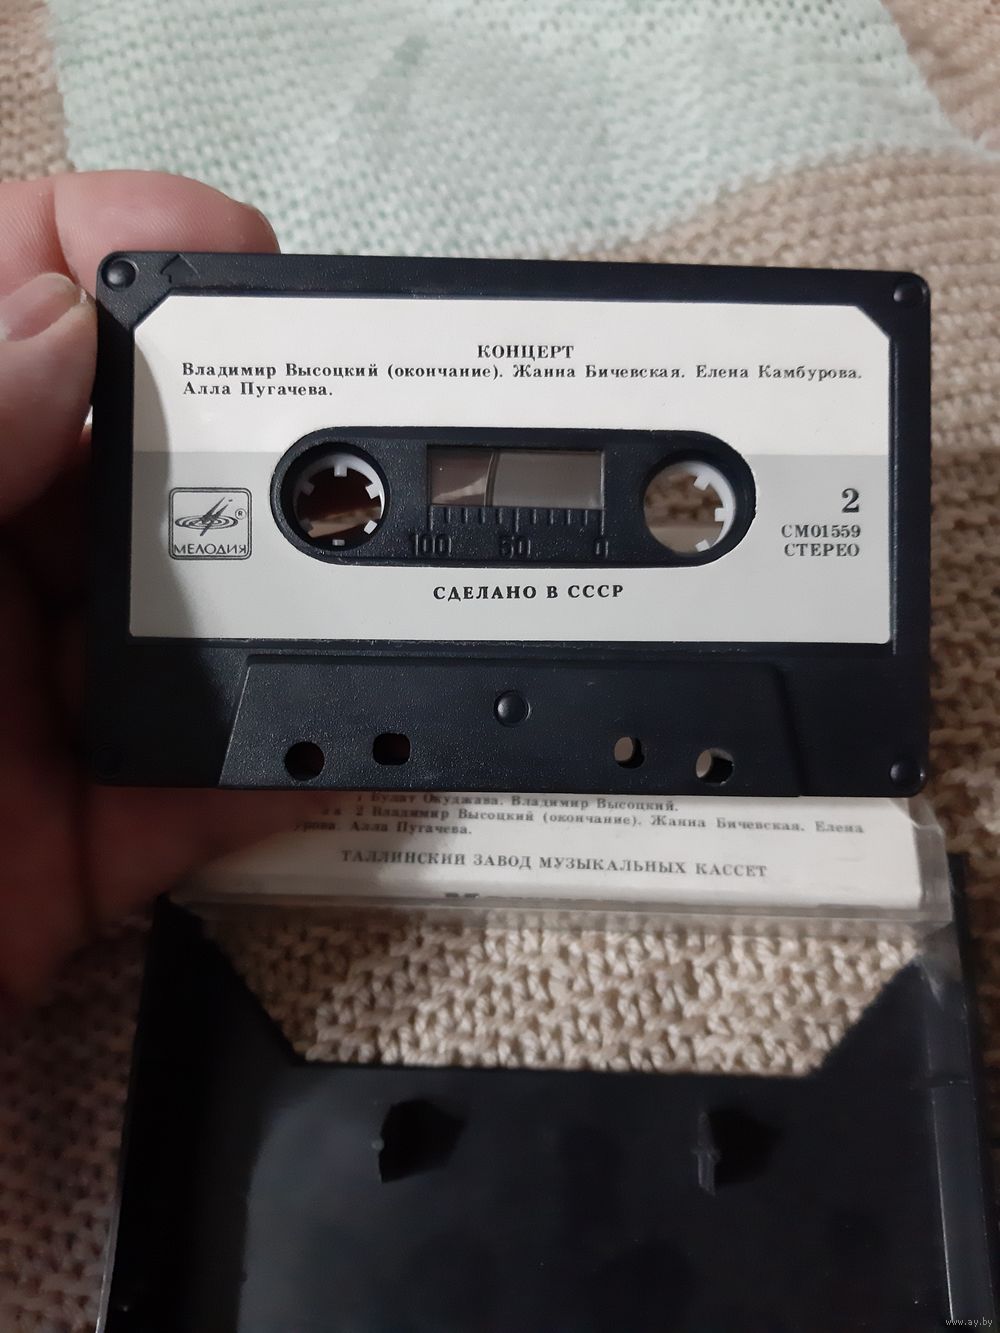 КОНЦЕРТ
Владимир Высоцкий (окончание). Жанна Бичевская. Елена Камбурова.
Алла Пугачева.
МЕЛОДИЯ ®
100 50 0
2
СМ01559
СТЕРЕО
СДЕЛАНО В СССР
1 Булат Окуджава. Владимир Высоцкий.
2 Владимир Высоцкий (окончание). Жанна Бичевская. Елена
Алла Пугачева.
ТАЛЛИНСКИЙ ЗАВОД МУЗЫКАЛЬНЫХ КАССЕТ
www.ay.by